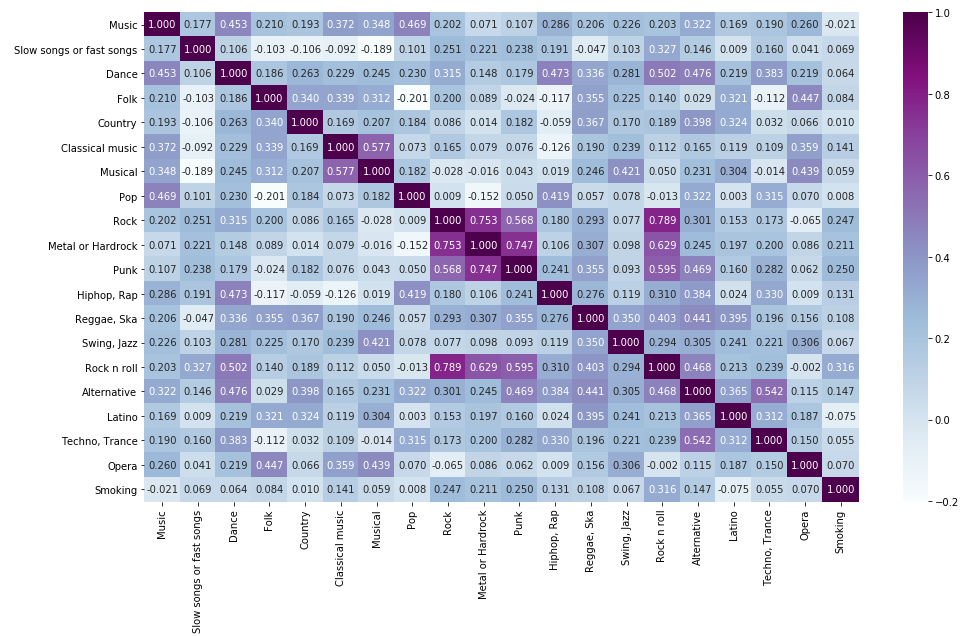 Music 1.000 0.177 0.453 0.210 0.193 0.372 0.348 0.469 0.202 0.071 0.107 0.286 0.206 0.226 0.203 0.322 0.169 0.190 0.260 -0.021
Slow songs or fast songs 0.177 1.000 0.106 -0.103 -0.106 -0.092 -0.189 0.101 0.251 0.221 0.238 0.191 -0.047 0.103 0.327 0.146 0.009 0.160 0.041 0.069
Dance 0.453 0.106 1.000 0.186 0.263 0.229 0.245 0.230 0.315 0.148 0.179 0.473 0.336 0.281 0.502 0.476 0.219 0.383 0.219 0.064
Folk 0.210 -0.103 0.186 1.000 0.340 0.339 0.312 -0.201 0.200 0.089 -0.024 -0.117 0.355 0.225 0.140 0.029 0.321 -0.112 0.447 0.084
Country 0.193 -0.106 0.263 0.340 1.000 0.169 0.207 0.184 0.086 0.014 0.182 -0.059 0.367 0.170 0.189 0.398 0.324 0.032 0.066 0.010
Classical music 0.372 -0.092 0.229 0.339 0.169 1.000 0.577 0.073 0.165 0.079 0.076 -0.126 0.190 0.239 0.112 0.165 0.119 0.109 0.359 0.141
Musical 0.348 -0.189 0.245 0.312 0.207 0.577 1.000 0.182 -0.028 -0.016 0.043 0.019 0.246 0.421 0.050 0.231 0.304 -0.014 0.439 0.059
Pop 0.469 0.101 0.230 -0.201 0.184 0.073 0.182 1.000 0.009 -0.152 0.050 0.419 0.057 0.078 -0.013 0.322 0.003 0.315 0.070 0.008
Rock 0.202 0.251 0.315 0.200 0.086 0.165 -0.028 0.009 1.000 0.753 0.568 0.180 0.293 0.077 0.789 0.301 0.153 0.173 -0.065 0.247
Metal or Hardrock 0.071 0.221 0.148 0.089 0.014 0.079 -0.016 -0.152 0.753 1.000 0.747 0.106 0.307 0.098 0.629 0.245 0.197 0.200 0.086 0.211
Punk 0.107 0.238 0.179 -0.024 0.182 0.076 0.043 0.050 0.568 0.747 1.000 0.241 0.355 0.093 0.595 0.469 0.160 0.282 0.062 0.250
Hiphop, Rap 0.286 0.191 0.473 -0.117 -0.059 -0.126 0.019 0.419 0.180 0.106 0.241 1.000 0.276 0.119 0.310 0.384 0.024 0.330 0.009 0.131
Reggae, Ska 0.206 -0.047 0.336 0.355 0.367 0.190 0.246 0.057 0.293 0.307 0.355 0.276 1.000 0.350 0.403 0.441 0.395 0.196 0.156 0.108
Swing, Jazz 0.226 0.103 0.281 0.225 0.170 0.239 0.421 0.078 0.077 0.098 0.093 0.119 0.350 1.000 0.294 0.305 0.241 0.221 0.306 0.067
Rock n roll 0.203 0.327 0.502 0.140 0.189 0.112 0.050 -0.013 0.789 0.629 0.595 0.310 0.403 0.294 1.000 0.468 0.213 0.239 -0.002 0.316
Alternative 0.322 0.146 0.476 0.029 0.398 0.165 0.231 0.322 0.301 0.245 0.469 0.384 0.441 0.305 0.468 1.000 0.365 0.542 0.115 0.147
Latino 0.169 0.009 0.219 0.321 0.324 0.119 0.304 0.003 0.153 0.197 0.160 0.024 0.395 0.241 0.213 0.365 1.000 0.312 0.187 -0.075
Techno, Trance 0.190 0.160 0.383 -0.112 0.032 0.109 -0.014 0.315 0.173 0.200 0.282 0.330 0.196 0.221 0.239 0.542 0.312 1.000 0.150 0.055
Opera 0.260 0.041 0.219 0.447 0.066 0.359 0.439 0.070 -0.065 0.086 0.062 0.009 0.156 0.306 -0.002 0.115 0.187 0.150 1.000 0.070
Smoking -0.021 0.069 0.064 0.084 0.010 0.141 0.059 0.008 0.247 0.211 0.250 0.131 0.108 0.067 0.316 0.147 -0.075 0.055 0.070 1.000
Music
Slow songs or fast songs
Dance
Folk
Country
Classical music
Musical
Pop
Rock
Metal or Hardrock
Punk
Hiphop, Rap
Reggae, Ska
Swing, Jazz
Rock n roll
Alternative
Latino
Techno, Trance
Opera
Smoking
1.0
0.8
0.6
0.4
0.2
0.0
−0.2